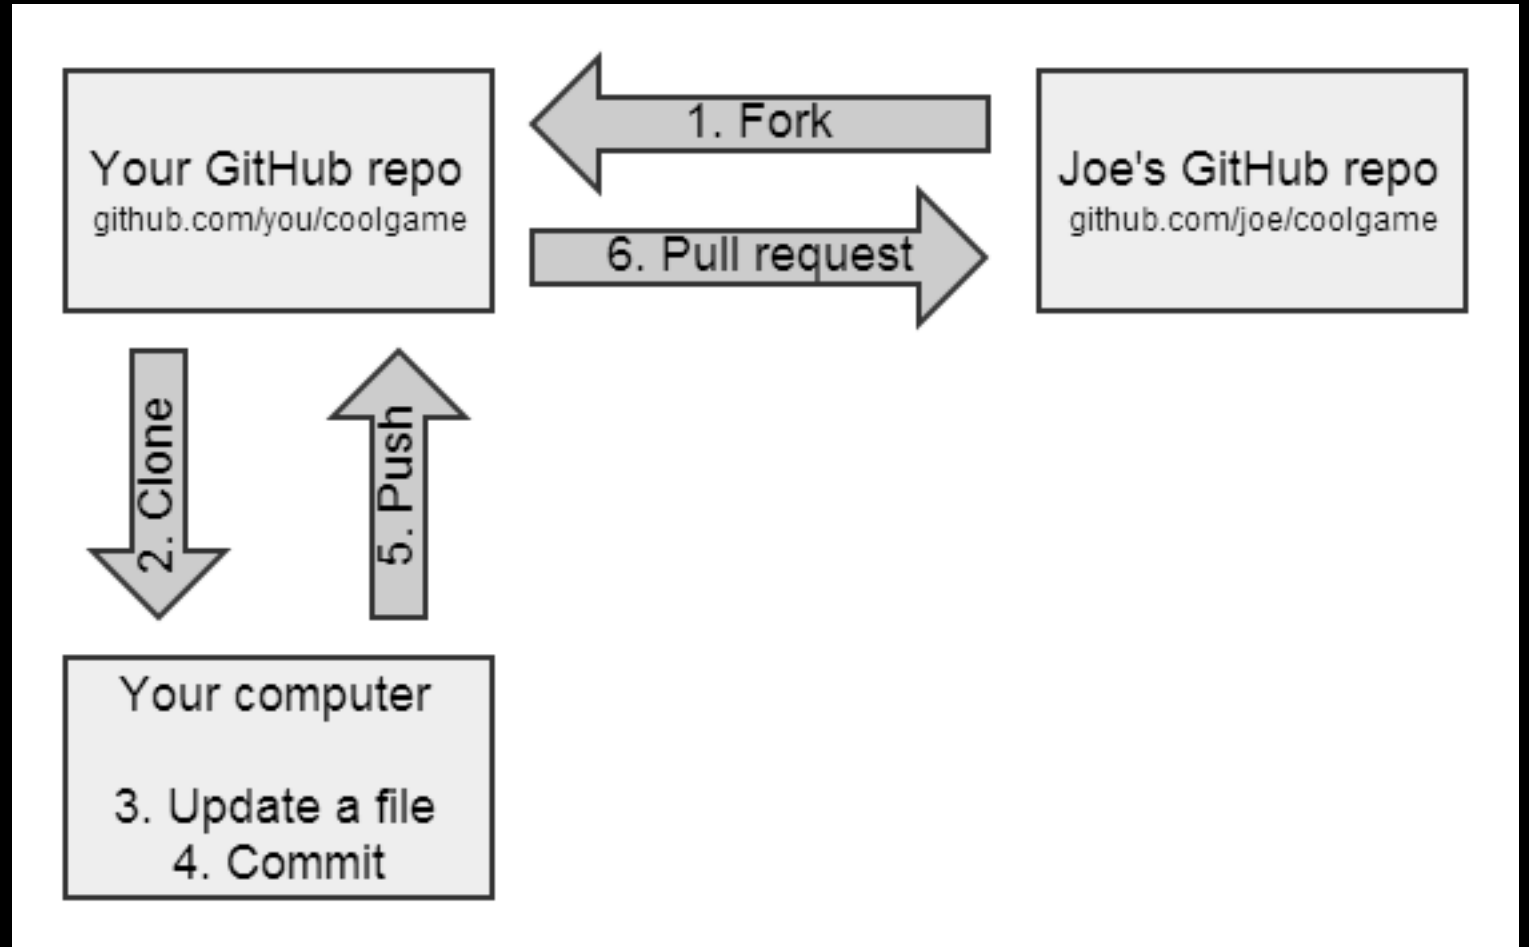 Your GitHub repo
github.com/you/coolgame
1. Fork
6. Pull request
Joe's GitHub repo
github.com/joe/coolgame
2. Clone
5. Push
Your computer
3. Update a file
4. Commit